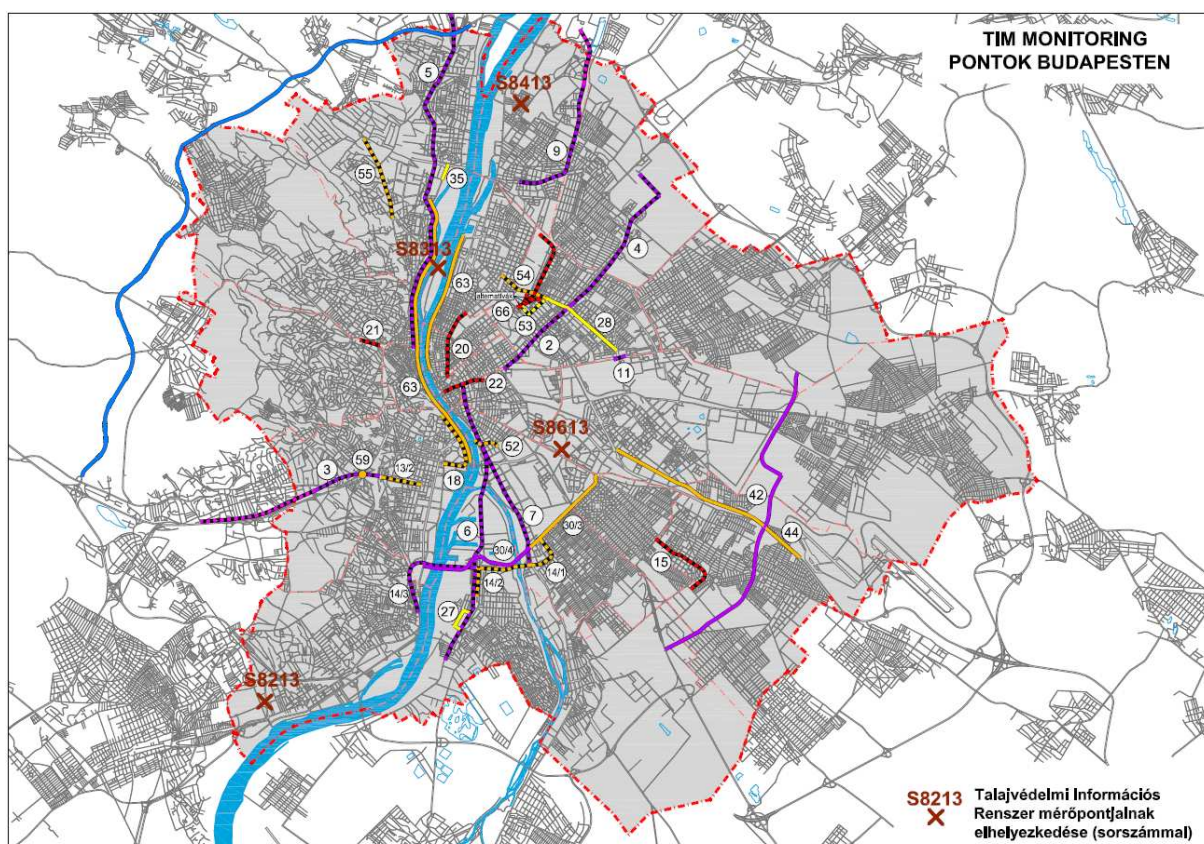 TIM MONITORING
PONTOK BUDAPESTEN
S8413
5
9
35
55
4
S8313
63
54
alternatívák
66
53
28
21
20
2
11
22
63
S8613
52
59
3
13/2
18
42
7
6
30/3
44
30/4
14/1
15
14/2
14/3
27
S8213
S8213
Talajvédelmi Információs
Renszer mérőpontjalnak
elhelyezkedése (sorszámmal)